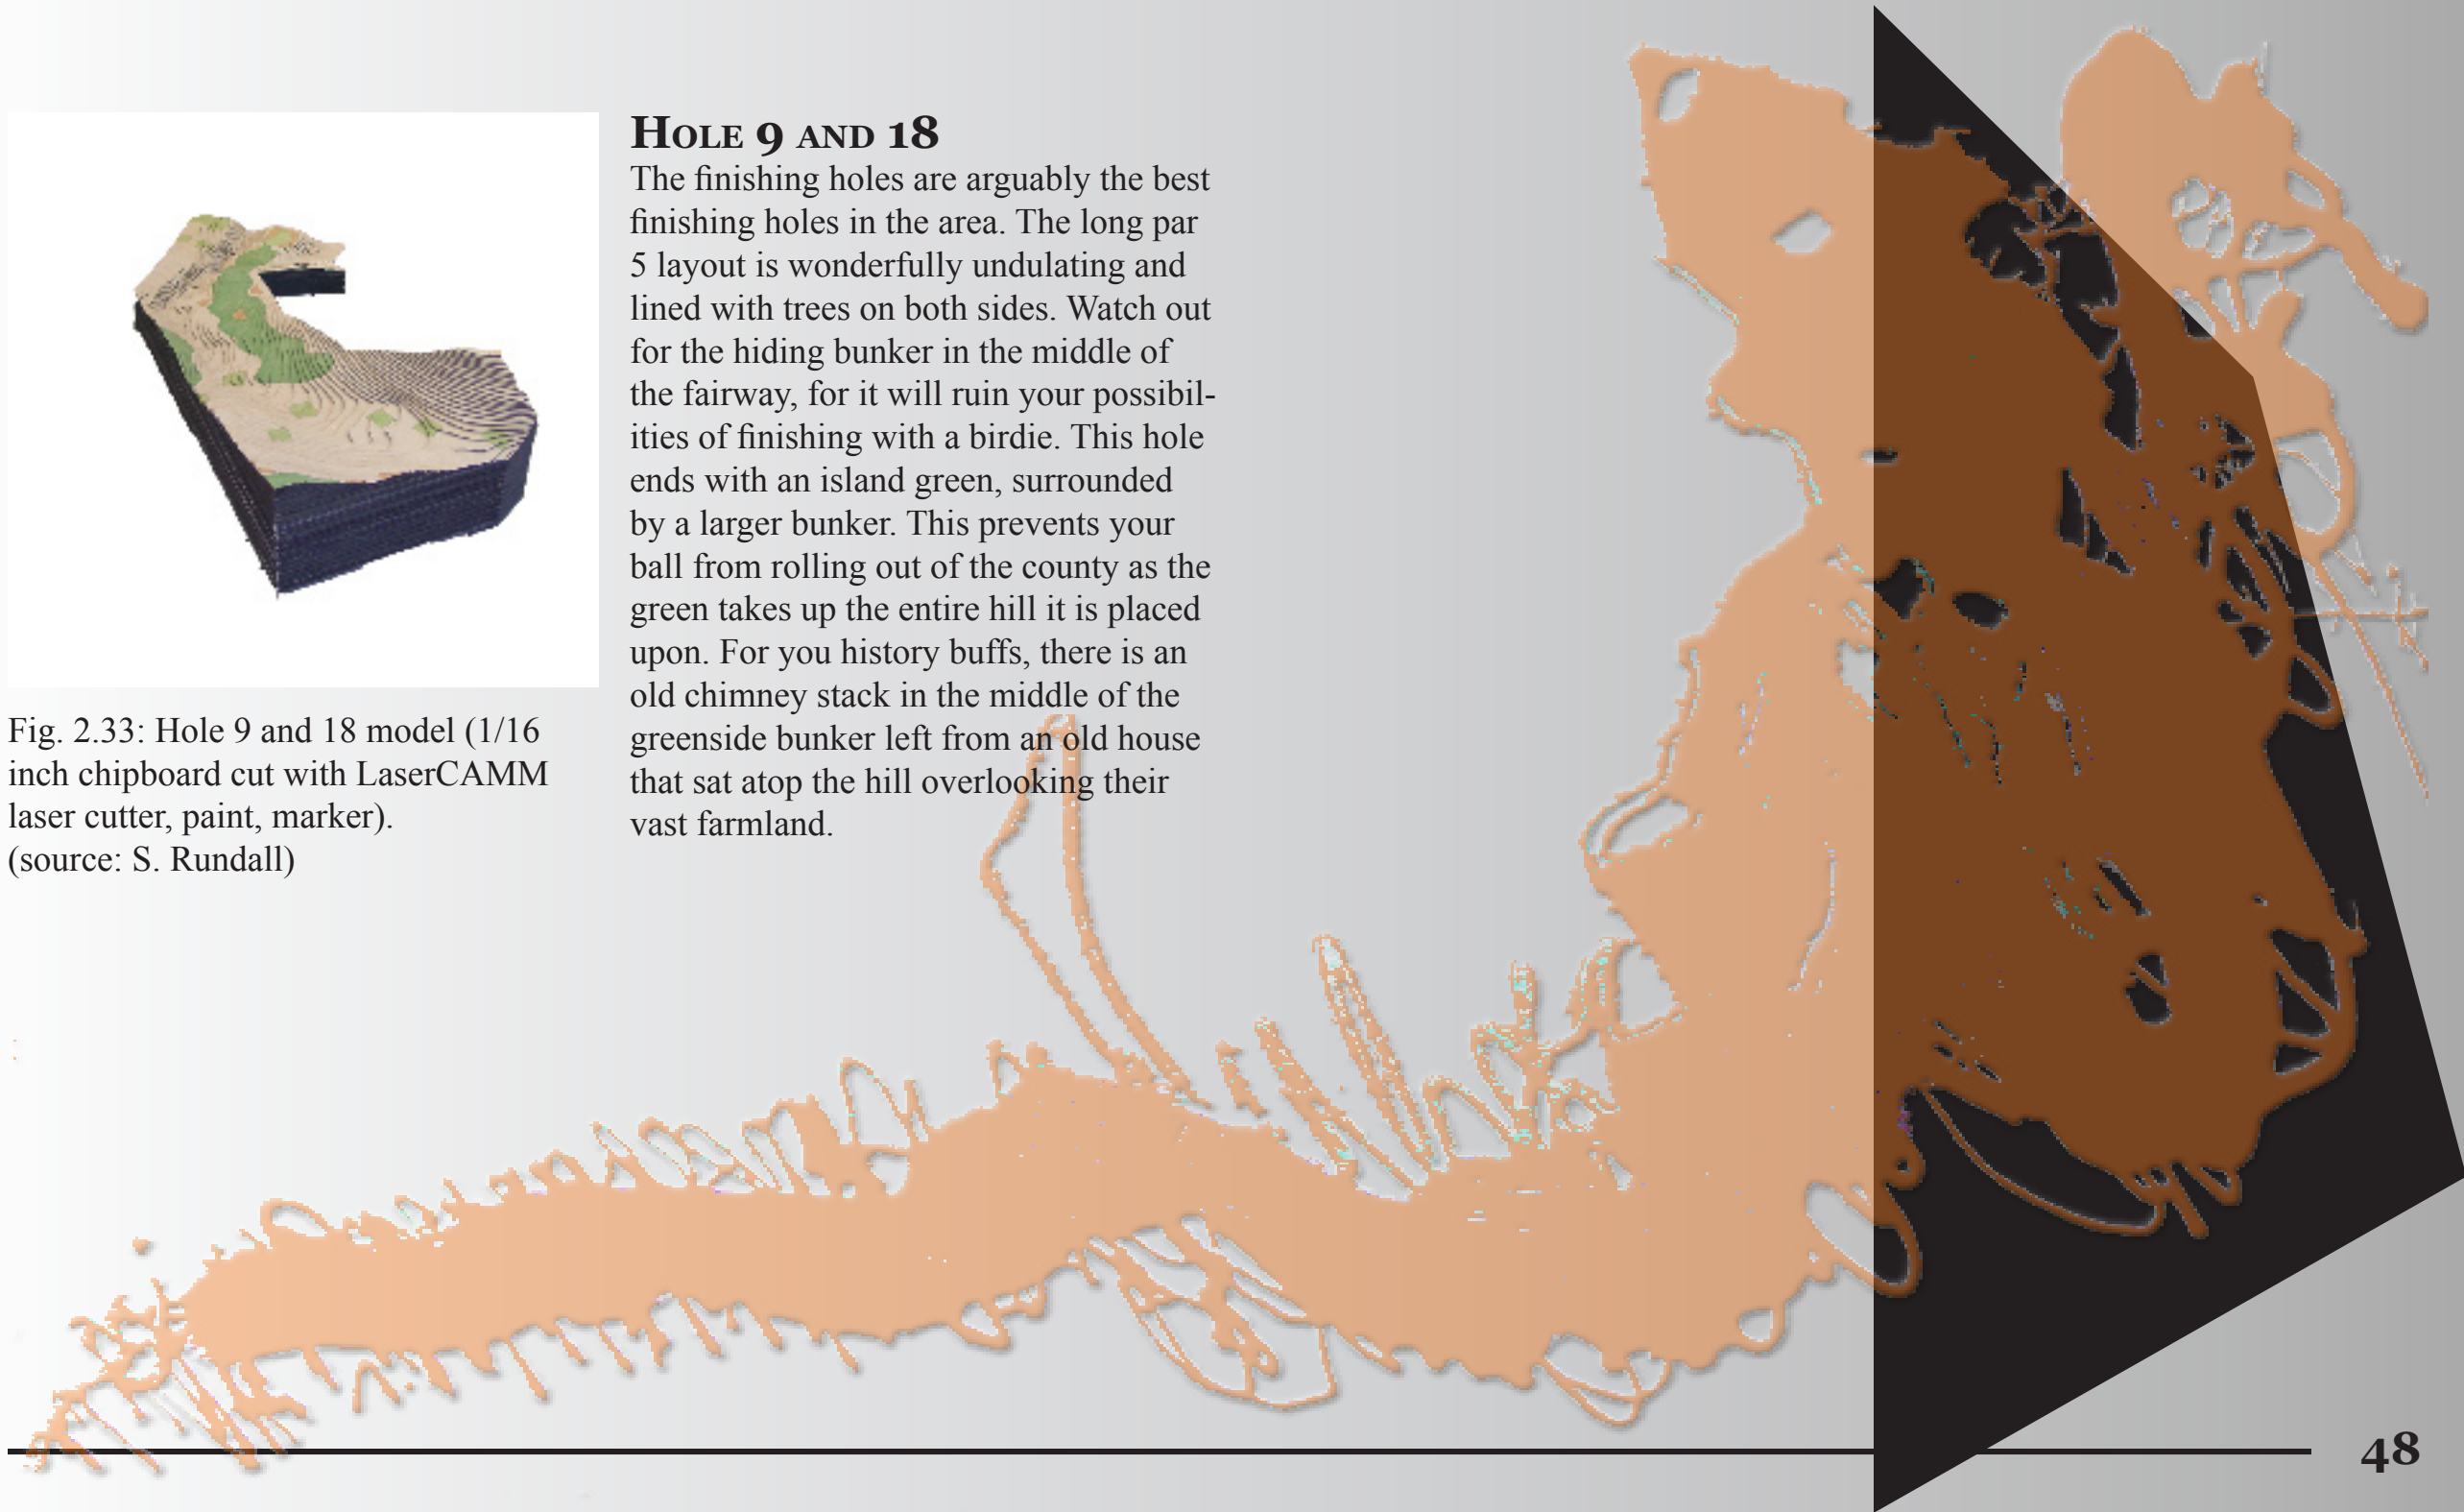 Hole 9 and 18
The finishing holes are arguably the best
finishing holes in the area. The long par
5 layout is wonderfully undulating and
lined with trees on both sides. Watch out
for the hiding bunker in the middle of
the fairway, for it will ruin your possibil-
ities of finishing with a birdie. This hole
ends with an island green, surrounded
by a larger bunker. This prevents your
ball from rolling out of the county as the
green takes up the entire hill it is placed
upon. For you history buffs, there is an
old chimney stack in the middle of the
greenside bunker left from an old house
that sat atop the hill overlooking their
vast farmland.
Fig. 2.33: Hole 9 and 18 model (1/16
inch chipboard cut with LaserCAMM
laser cutter, paint, marker).
(source: S. Rundall)
48